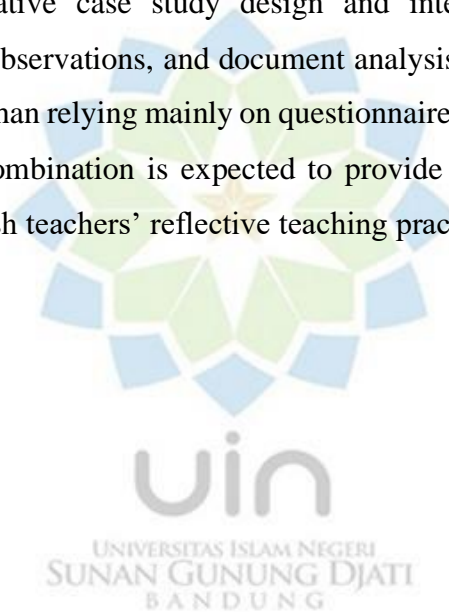 ative case study design and inte
bservations, and document analysis
han relying mainly on questionnaire
ombination is expected to provide
sh teachers' reflective teaching prac
uin
UNIVERSITAS ISLAM NEGERI
SUNAN GUNUNG DJATI
BANDUNG